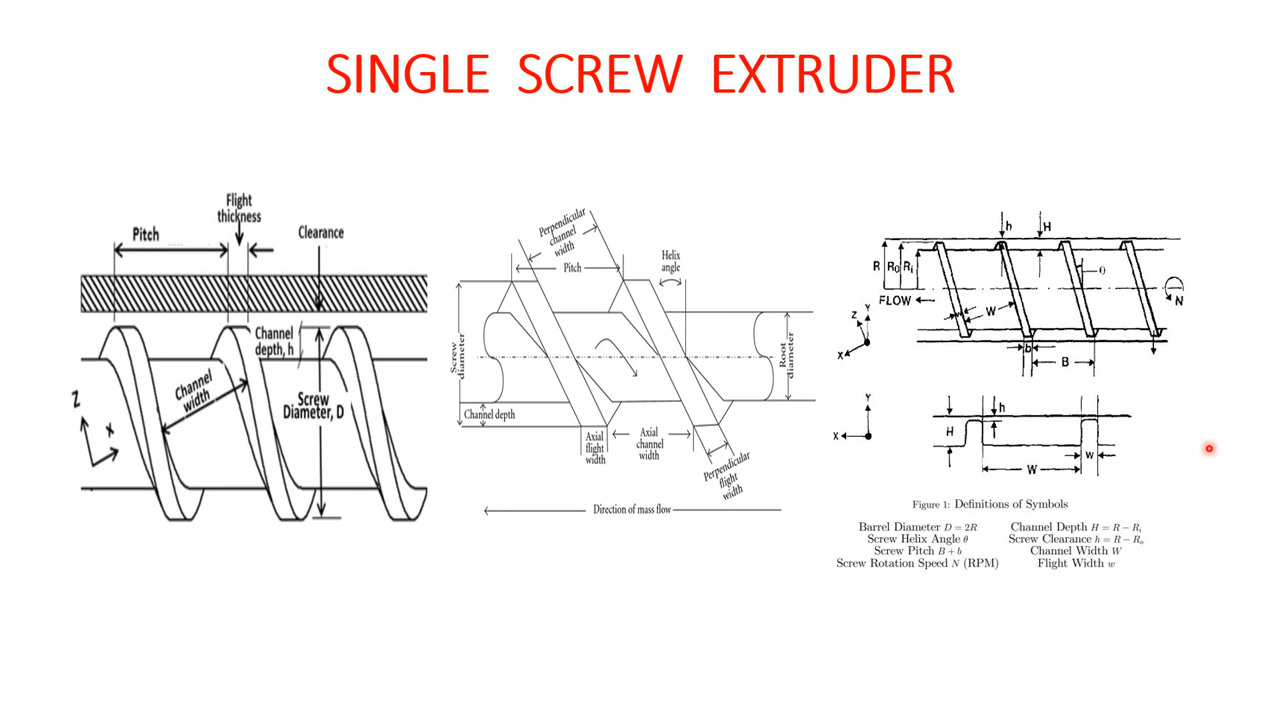 SINGLE SCREW EXTRUDER
Flight
thickness
Pitch
Clearance
Channel
depth, h
Channel
width
Screw
Diameter, D
Z
X
Perpendicular
channel
width
Pitch
Helix
angle
Screw
diameter
Root
diameter
Channel depth
Axial
flight
width
Axial
channel
width
Perpendicular
flight
width
Direction of mass flow
h
H
R
R₀
Rᵢ
θ
FLOW
N
W
w
Z
Y
X
b
B
Y
X
h
H
W
w
Figure 1: Definitions of Symbols
Barrel Diameter D = 2R
Channel Depth H = R − Rᵢ
Screw Helix Angle θ
Screw Clearance h = R − Rₒ
Screw Pitch B + b
Channel Width W
Screw Rotation Speed N (RPM)
Flight Width w